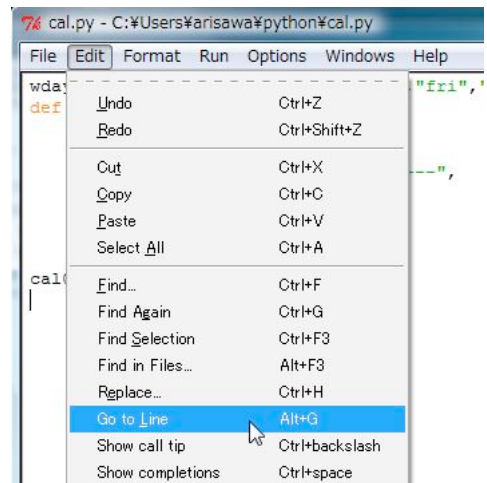 cal.py - C:¥Users¥arisawa¥python¥cal.py
File Edit Format Run Options Windows Help
wday "fri","
def
Undo Ctrl+Z
Redo Ctrl+Shift+Z
Cut Ctrl+X
---",
Copy Ctrl+C
Paste Ctrl+V
Select All Ctrl+A
cal(
Find... Ctrl+F
Find Again Ctrl+G
Find Selection Ctrl+F3
Find in Files... Alt+F3
Replace... Ctrl+H
Go to Line Alt+G
Show call tip Ctrl+backslash
Show completions Ctrl+space